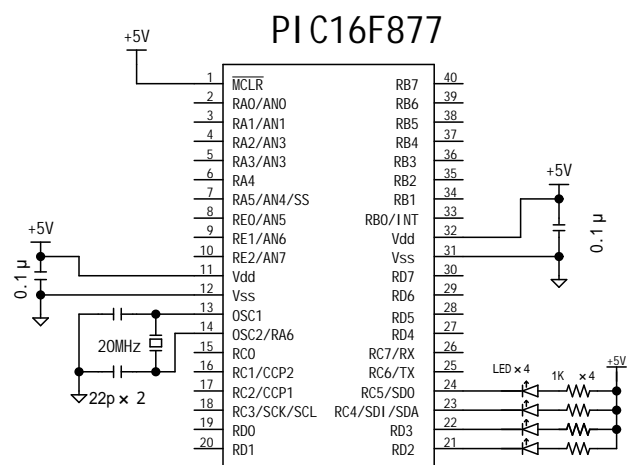 PIC16F877
+5V
1 MCLR RB7 40
2 RA0/AN0 RB6 39
3 RA1/AN1 RB5 38
4 RA2/AN3 RB4 37
5 RA3/AN3 RB3 36
6 RA4 RB2 35
7 RA5/AN4/SS RB1 34
8 RE0/AN5 RB0/INT 33
9 RE1/AN6 Vdd 32
10 RE2/AN7 Vss 31
11 Vdd RD7 30
12 Vss RD6 29
13 OSC1 RD5 28
14 OSC2/RA6 RD4 27
15 RC0 RC7/RX 26
16 RC1/CCP2 RC6/TX 25
17 RC2/CCP1 RC5/SDO 24
18 RC3/SCK/SCL RC4/SDI/SDA 23
19 RD0 RD3 22
20 RD1 RD2 21
+5V
0.1μ
20MHz
22p×2
+5V
0.1μ
LED×4
1K ×4
+5V